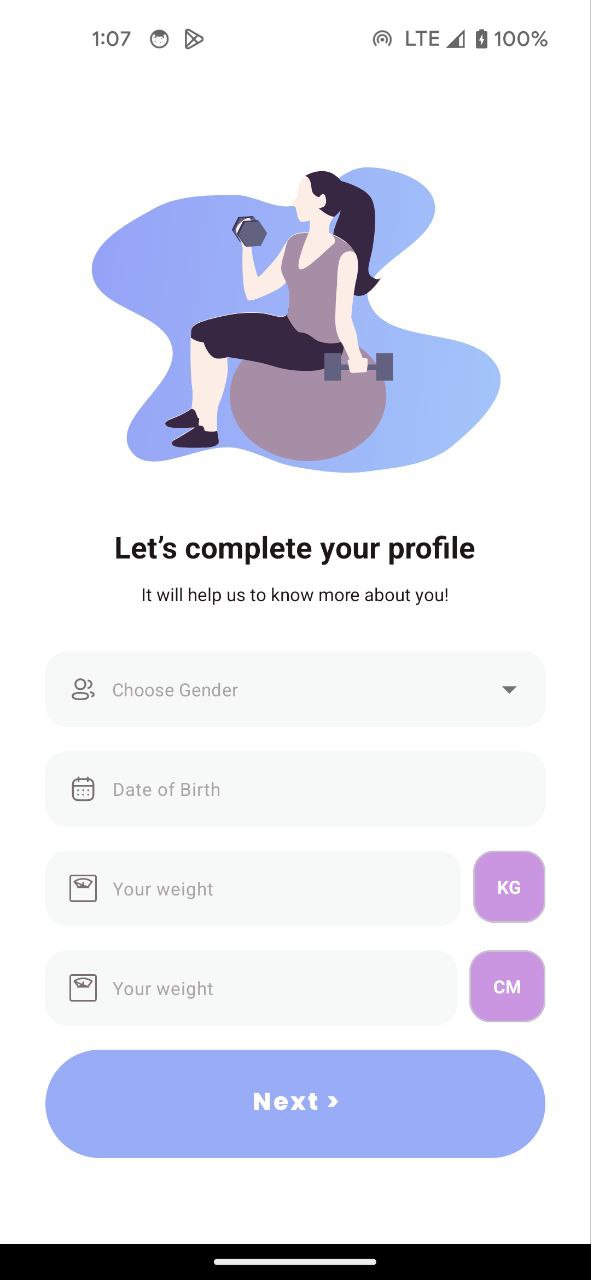 1:07 LTE 100%
Let’s complete your profile
It will help us to know more about you!
Choose Gender
Date of Birth
Your weight KG
Your weight CM
Next ›